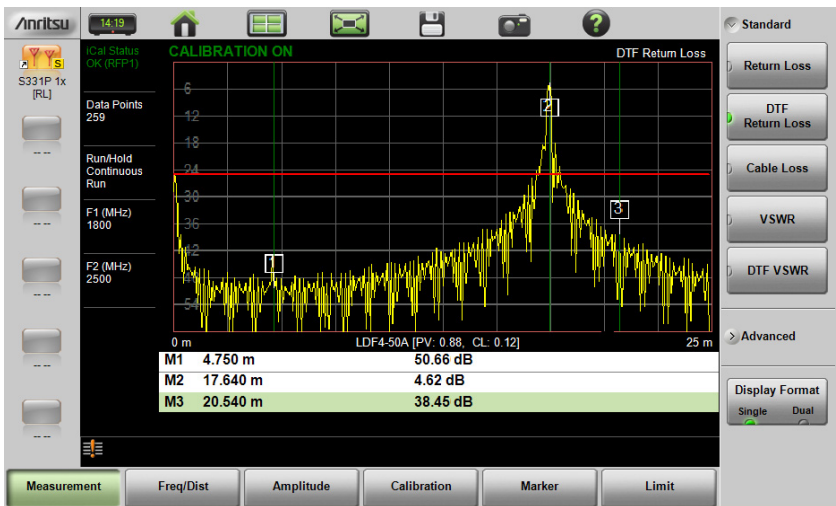 Anritsu
14:19
?
Standard
S
S331P 1x
[RL]
-- --
-- --
-- --
-- --
-- --
iCal Status
OK (RFP1)
Data Points
259
Run/Hold
Continuous
Run
F1 (MHz)
1800
F2 (MHz)
2500
CALIBRATION ON
DTF Return Loss
6
12
18
24
30
36
42
54
1
2
3
0 m
LDF4-50A [PV: 0.88, CL: 0.12]
25 m
M1 4.750 m 50.66 dB
M2 17.640 m 4.62 dB
M3 20.540 m 38.45 dB
Return Loss
DTF
Return Loss
Cable Loss
VSWR
DTF VSWR
Advanced
Display Format
Single Dual
Measurement
Freq/Dist
Amplitude
Calibration
Marker
Limit